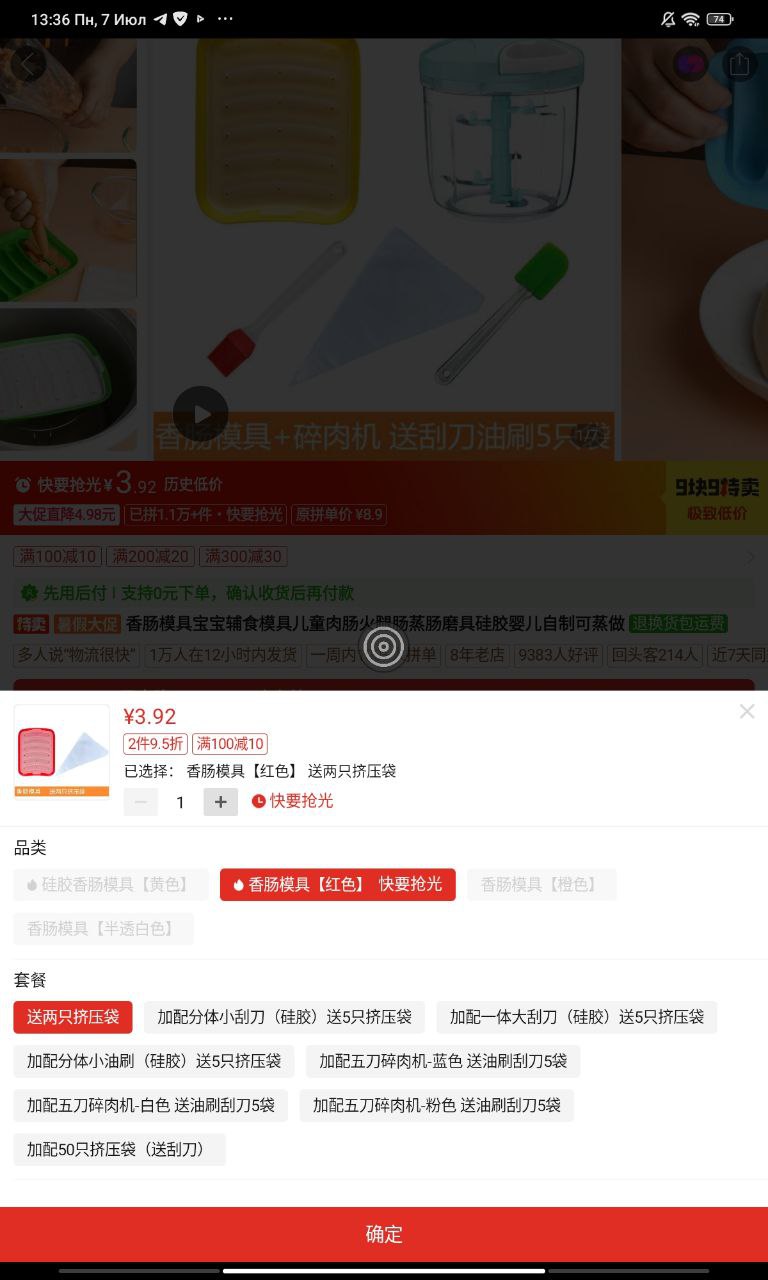 13:36 Пн, 7 Июл
74
香肠模具+碎肉机 送刮刀油刷5只袋
1/7
快要抢光 ¥3.92 历史低价
9块9特卖
大促直降4.98元 已拼1.1万+件·快要抢光 原拼单价 ¥8.9
极致低价
满100减10 满200减20 满300减30
先用后付 | 支持0元下单，确认收货后再付款
特卖 暑假大促 香肠模具宝宝辅食模具儿童肉肠火腿肠蒸肠磨具硅胶婴儿自制可蒸做 退换货包运费
多人说“物流很快” 1万人在12小时内发货 一周内 拼单 8年老店 9383人好评 回头客214人 近7天同
¥3.92
2件9.5折 满100减10
已选择： 香肠模具【红色】 送两只挤压袋
1 快要抢光
香肠模具 送两只挤压袋
品类
硅胶香肠模具【黄色】 香肠模具【红色】 快要抢光 香肠模具【橙色】
香肠模具【半透白色】
套餐
送两只挤压袋 加配分体小刮刀（硅胶）送5只挤压袋 加配一体大刮刀（硅胶）送5只挤压袋
加配分体小油刷（硅胶）送5只挤压袋 加配五刀碎肉机-蓝色 送油刷刮刀5袋
加配五刀碎肉机-白色 送油刷刮刀5袋 加配五刀碎肉机-粉色 送油刷刮刀5袋
加配50只挤压袋（送刮刀）
确定